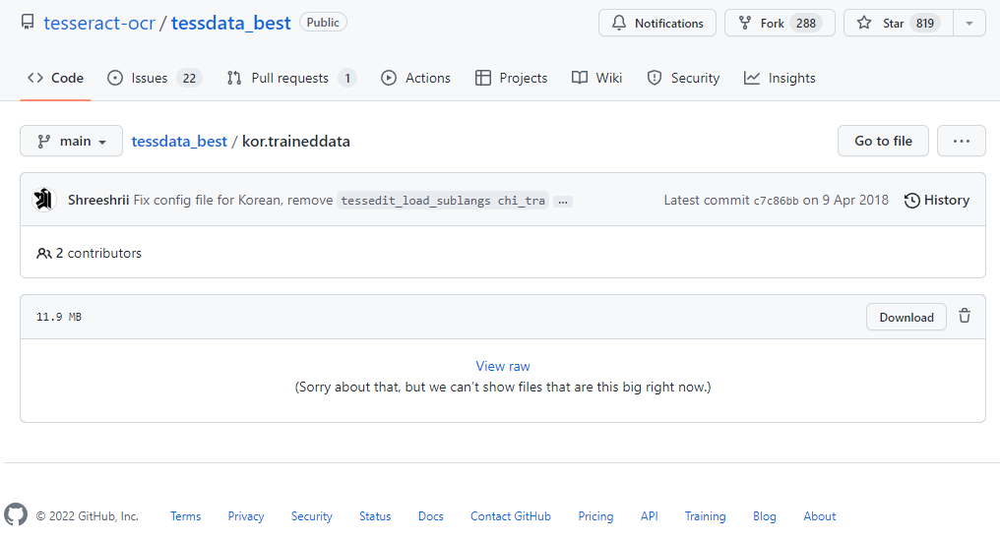 tesseract-ocr / tessdata_best Public Notifications Fork 288 Star 819
Code Issues 22 Pull requests 1 Actions Projects Wiki Security Insights
main tessdata_best / kor.traineddata Go to file ...
Shreeshrii Fix config file for Korean, remove tessedit_load_sublangs chi_tra ... Latest commit c7c86bb on 9 Apr 2018 History
2 contributors
11.9 MB Download
View raw
(Sorry about that, but we can't show files that are this big right now.)
© 2022 GitHub, Inc. Terms Privacy Security Status Docs Contact GitHub Pricing API Training Blog About